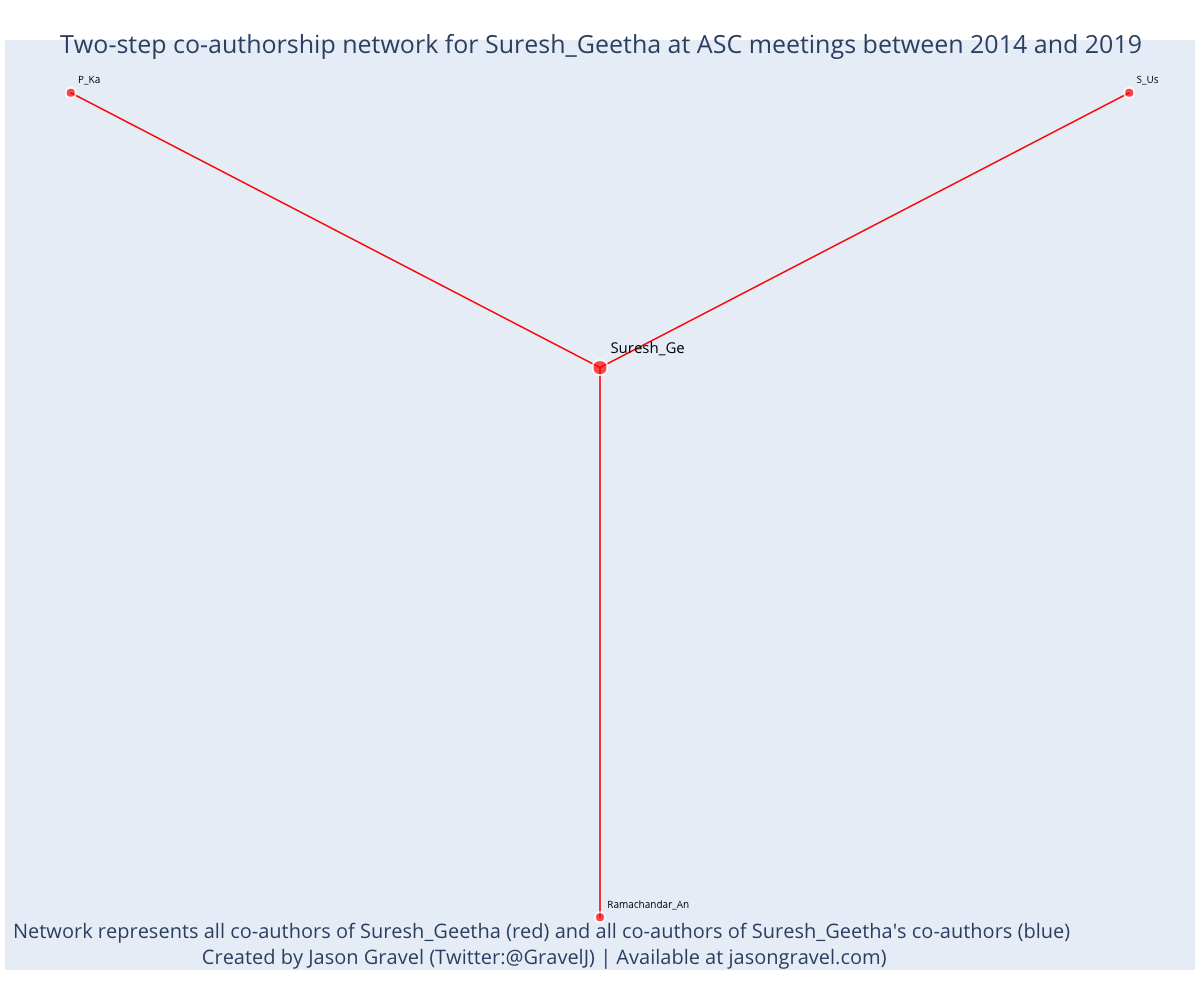 Two-step co-authorship network for Suresh_Geetha at ASC meetings between 2014 and 2019
P_Ka
S_Us
Suresh_Ge
Ramachandar_An
Network represents all co-authors of Suresh_Geetha (red) and all co-authors of Suresh_Geetha's co-authors (blue)
Created by Jason Gravel (Twitter:@GravelJ) | Available at jasongravel.com)